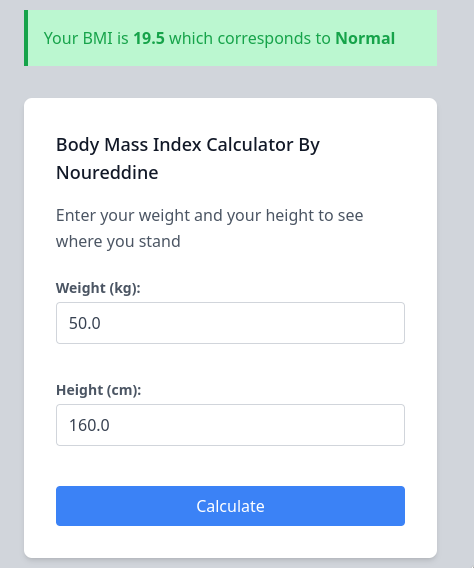 Your BMI is 19.5 which corresponds to Normal
Body Mass Index Calculator By
Noureddine
Enter your weight and your height to see
where you stand
Weight (kg):
50.0
Height (cm):
160.0
Calculate